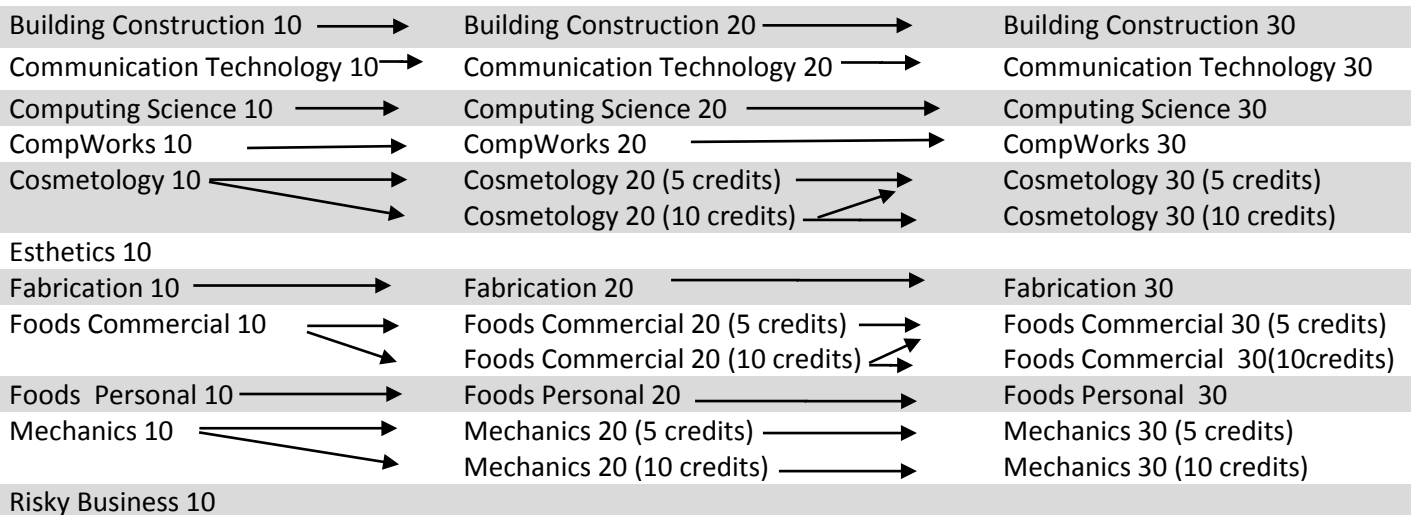 Building Construction 10 Building Construction 20 Building Construction 30
Communication Technology 10 Communication Technology 20 Communication Technology 30
Computing Science 10 Computing Science 20 Computing Science 30
CompWorks 10 CompWorks 20 CompWorks 30
Cosmetology 10 Cosmetology 20 (5 credits) Cosmetology 30 (5 credits)
Cosmetology 20 (10 credits) Cosmetology 30 (10 credits)
Esthetics 10
Fabrication 10 Fabrication 20 Fabrication 30
Foods Commercial 10 Foods Commercial 20 (5 credits) Foods Commercial 30 (5 credits)
Foods Commercial 20 (10 credits) Foods Commercial 30(10credits)
Foods Personal 10 Foods Personal 20 Foods Personal 30
Mechanics 10 Mechanics 20 (5 credits) Mechanics 30 (5 credits)
Mechanics 20 (10 credits) Mechanics 30 (10 credits)
Risky Business 10